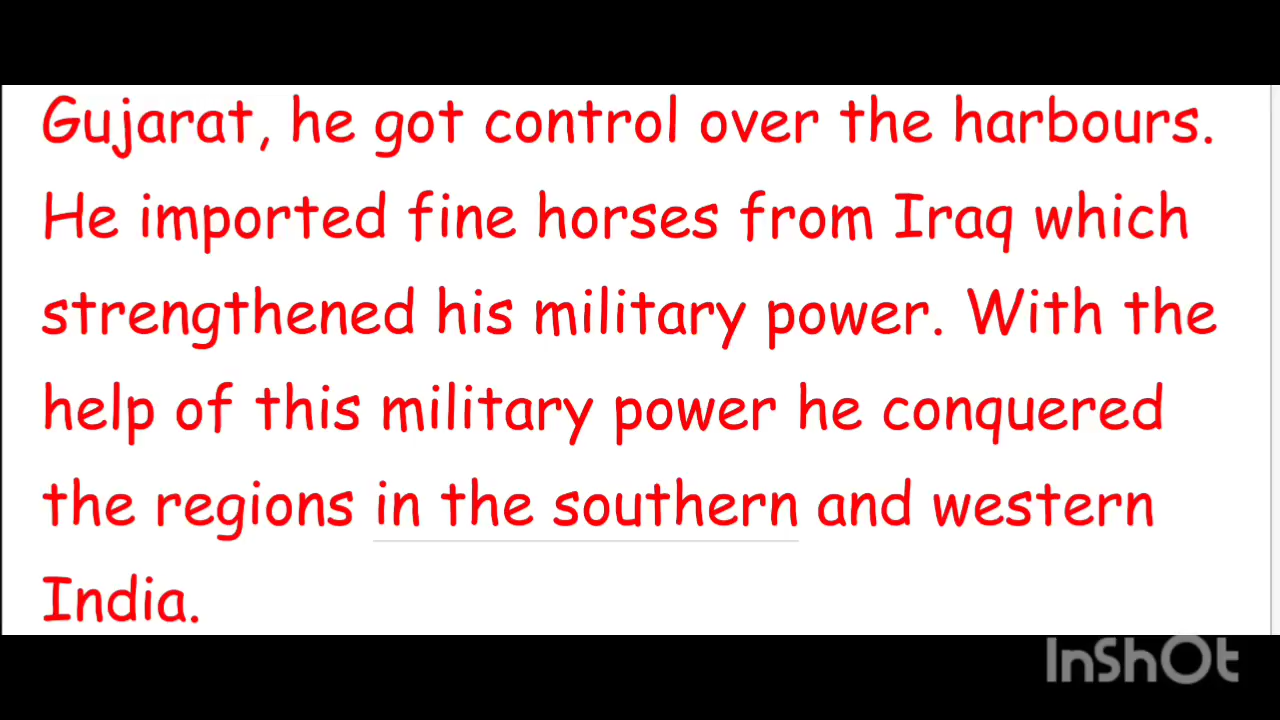 Gujarat, he got control over the harbours.
He imported fine horses from Iraq which
strengthened his military power. With the
help of this military power he conquered
the regions in the southern and western
India.
InShOt